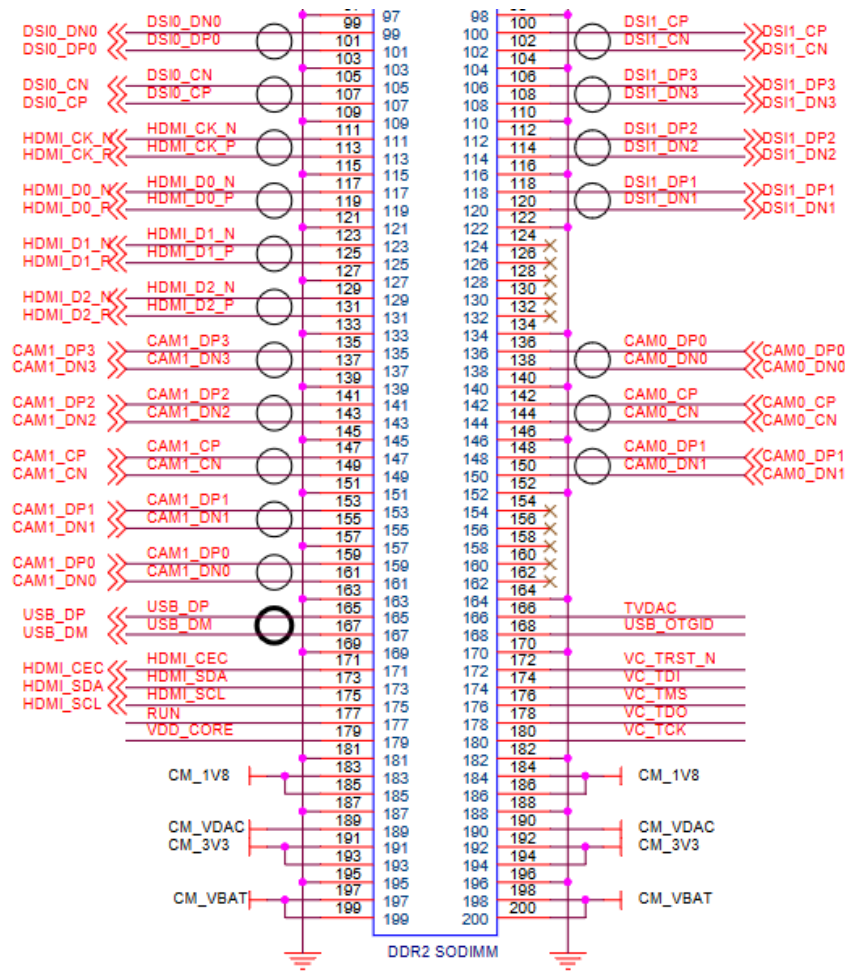 97 98
DSI0_DN0 DSI0_DN0 99 99 100 100 DSI1_CP DSI1_CP
DSI0_DP0 DSI0_DP0 101 101 102 102 DSI1_CN DSI1_CN
103 103 104 104
DSI0_CN DSI0_CN 105 105 106 106 DSI1_DP3 DSI1_DP3
DSI0_CP DSI0_CP 107 107 108 108 DSI1_DN3 DSI1_DN3
109 109 110 110
HDMI_CK_N HDMI_CK_N 111 111 112 112 DSI1_DP2 DSI1_DP2
HDMI_CK_P HDMI_CK_P 113 113 114 114 DSI1_DN2 DSI1_DN2
115 115 116 116
HDMI_D0_N HDMI_D0_N 117 117 118 118 DSI1_DP1 DSI1_DP1
HDMI_D0_P HDMI_D0_P 119 119 120 120 DSI1_DN1 DSI1_DN1
121 121 122 122
HDMI_D1_N HDMI_D1_N 123 123 124 124
HDMI_D1_P HDMI_D1_P 125 125 126 126
127 127 128 128
HDMI_D2_N HDMI_D2_N 129 129 130 130
HDMI_D2_P HDMI_D2_P 131 131 132 132
133 133 134 134
CAM1_DP3 CAM1_DP3 135 135 136 136 CAM0_DP0 CAM0_DP0
CAM1_DN3 CAM1_DN3 137 137 138 138 CAM0_DN0 CAM0_DN0
139 139 140 140
CAM1_DP2 CAM1_DP2 141 141 142 142 CAM0_CP CAM0_CP
CAM1_DN2 CAM1_DN2 143 143 144 144 CAM0_CN CAM0_CN
145 145 146 146
CAM1_CP CAM1_CP 147 147 148 148 CAM0_DP1 CAM0_DP1
CAM1_CN CAM1_CN 149 149 150 150 CAM0_DN1 CAM0_DN1
151 151 152 152
CAM1_DP1 CAM1_DP1 153 153 154 154
CAM1_DN1 CAM1_DN1 155 155 156 156
157 157 158 158
CAM1_DP0 CAM1_DP0 159 159 160 160
CAM1_DN0 CAM1_DN0 161 161 162 162
163 163 164 164
USB_DP USB_DP 165 165 166 166 TVDAC
USB_DM USB_DM 167 167 168 168 USB_OTGID
169 169 170 170
HDMI_CEC HDMI_CEC 171 171 172 172 VC_TRST_N
HDMI_SDA HDMI_SDA 173 173 174 174 VC_TDI
HDMI_SCL HDMI_SCL 175 175 176 176 VC_TMS
RUN 177 177 178 178 VC_TDO
VDD_CORE 179 179 180 180 VC_TCK
181 181 182 182
CM_1V8 183 183 184 184 CM_1V8
185 185 186 186
187 187 188 188
CM_VDAC 189 189 190 190 CM_VDAC
CM_3V3 191 191 192 192 CM_3V3
193 193 194 194
195 195 196 196
CM_VBAT 197 197 198 198 CM_VBAT
199 199 200 200
DDR2 SODIMM